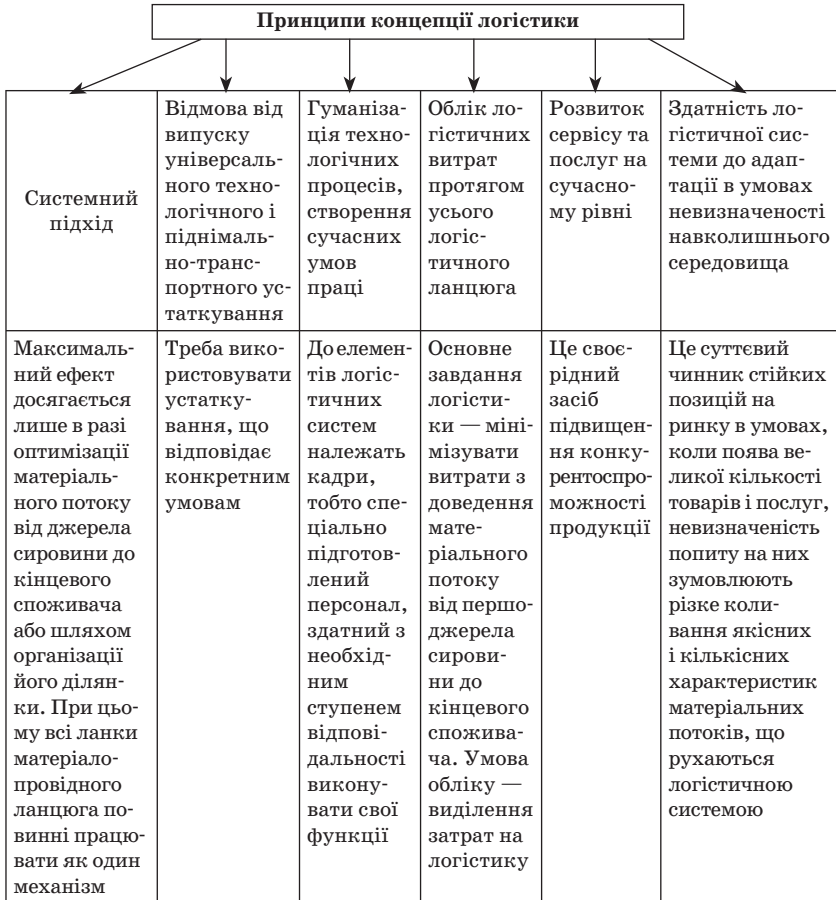 Принципи концепції логістики
Системний
підхід
Відмова від
випуску
універсаль-
ного техно-
логічного і
піднімаль-
но-транс-
портного ус-
таткування
Гуманіза-
ція техно-
логічних
процесів,
створення
сучасних
умов
праці
Облік ло-
гістичних
витрат
протягом
усього
логіс-
тичного
ланцюга
Розвиток
сервісу та
послуг на
сучасно-
му рівні
Здатність ло-
гістичної сис-
теми до адап-
тації в умовах
невизначеності
навколишнього
середовища
Максималь-
ний ефект
досягається
лише в разі
оптимізації
матеріаль-
ного потоку
від джерела
сировини до
кінцевого
споживача
або шляхом
організації
його ділян-
ки. При цьо-
му всі ланки
матеріало-
провідного
ланцюга по-
винні працю-
вати як один
механізм
Треба вико-
ристовувати
устатку-
вання, що
відповідає
конкретним
умовам
До елемен-
тів логіс-
тичних
систем
належать
кадри,
тобто спе-
ціально
підготов-
лений
персонал,
здатний з
необхід-
ним
ступенем
відпові-
дальності
викону-
вати свої
функції
Основне
завдання
логісти-
ки — міні-
мізувати
витрати з
доведення
мате-
ріального
потоку
від першо-
джерела
сирови-
ни до
кінцевого
спожива-
ча. Умова
обліку —
виділення
затрат на
логістику
Це своє-
рідний
засіб
підвищен-
ня конку-
рентоспро-
можності
продукції
Це суттєвий
чинник стійких
позицій на
ринку в умовах,
коли поява ве-
ликої кількості
товарів і послуг,
невизначеність
попиту на них
зумовлюють
різке коли-
вання якісних
і кількісних
характеристик
матеріальних
потоків, що
рухаються
логістичною
системою